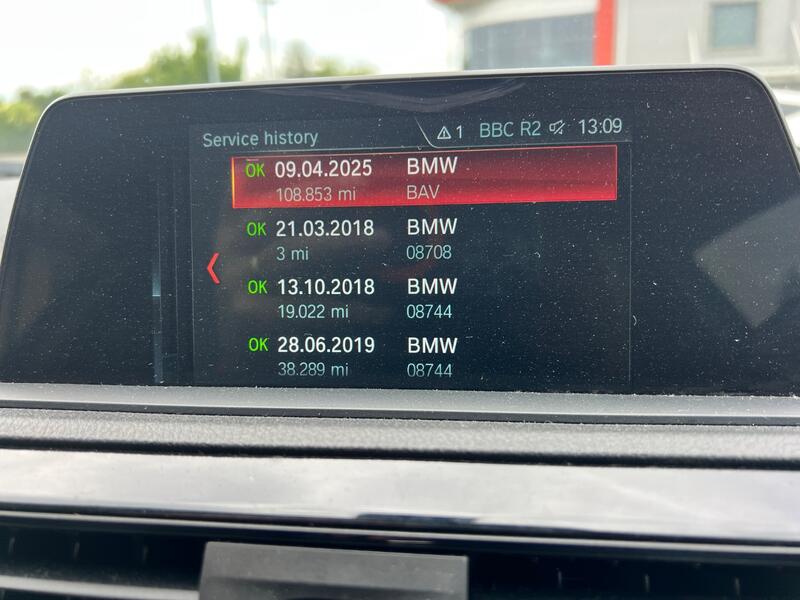 Service history 1 BBC R2 13:09
OK 09.04.2025 BMW
108.853 mi BAV
OK 21.03.2018 BMW
3 mi 08708
OK 13.10.2018 BMW
19.022 mi 08744
OK 28.06.2019 BMW
38.289 mi 08744